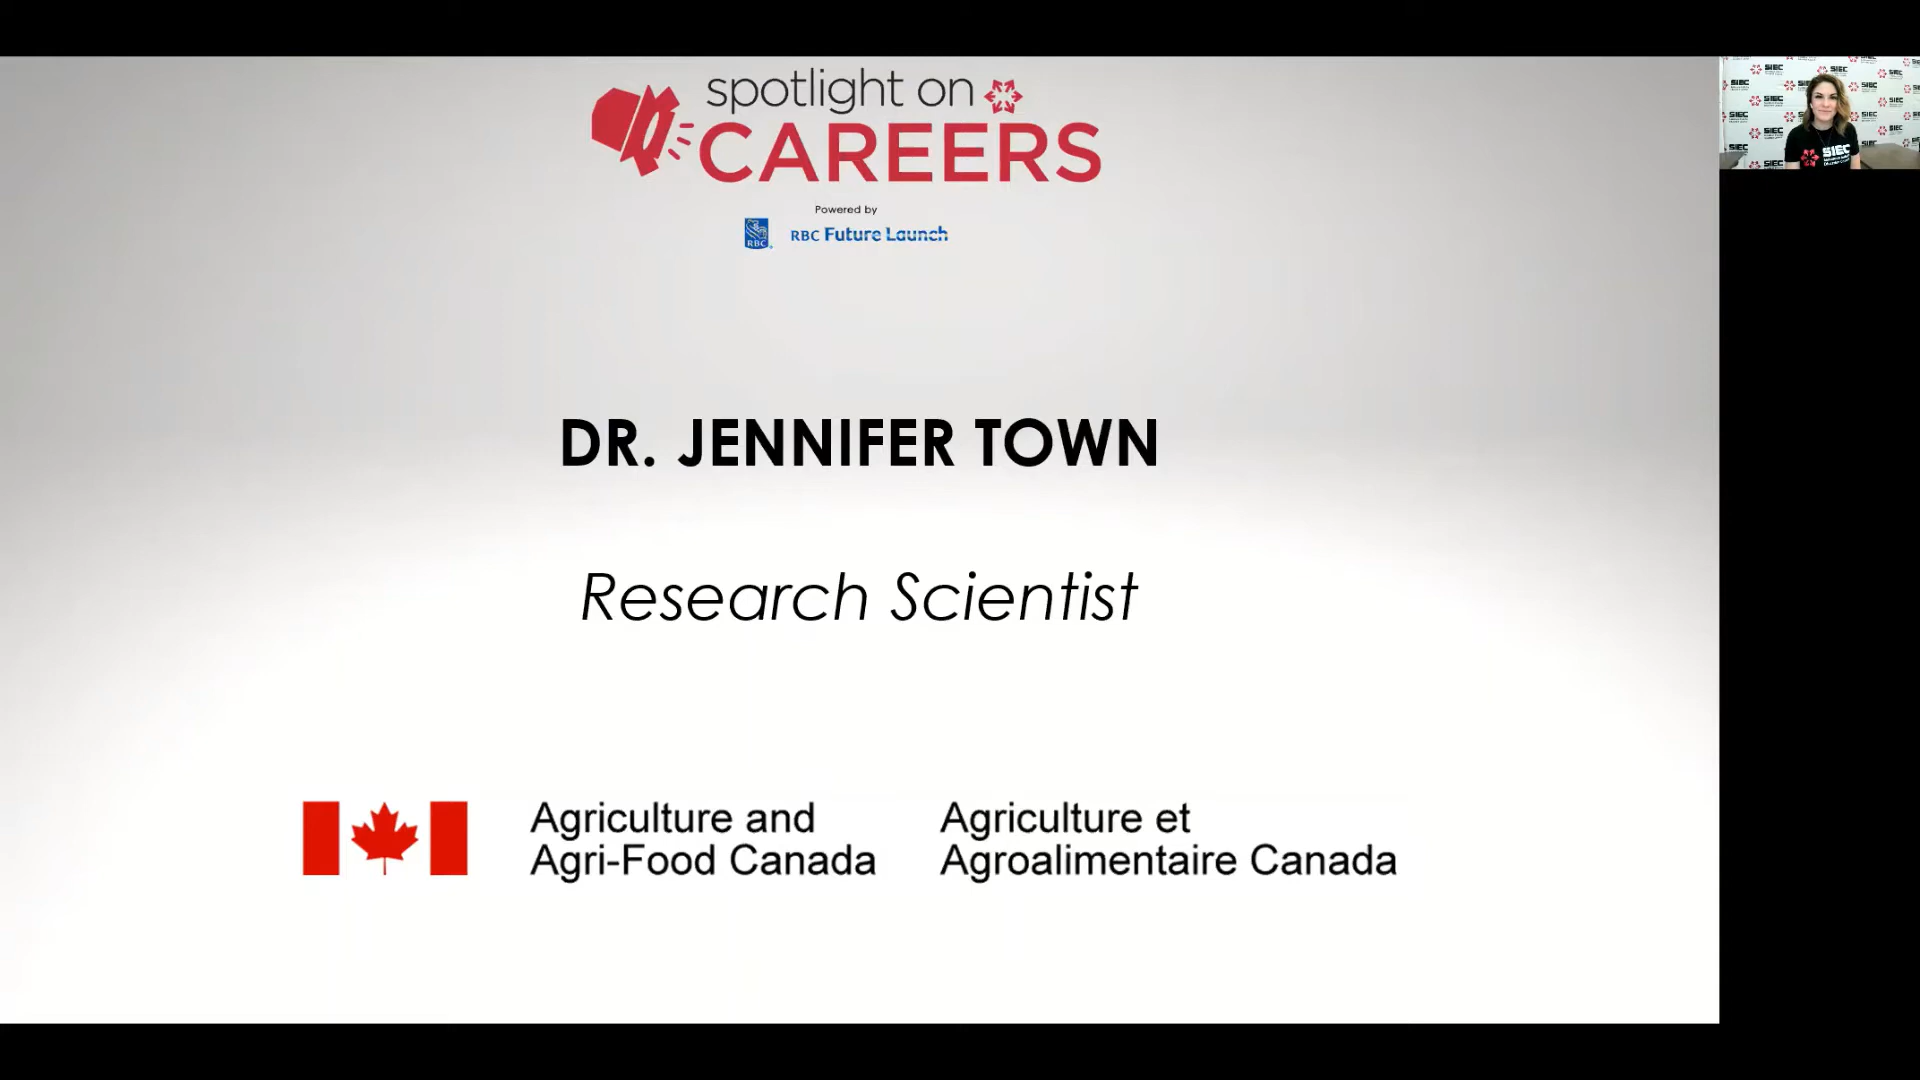 spotlight on
CAREERS
Powered by
RBC
RBC Future Launch
DR. JENNIFER TOWN
Research Scientist
Agriculture and
Agri-Food Canada
Agriculture et
Agroalimentaire Canada
SIEC